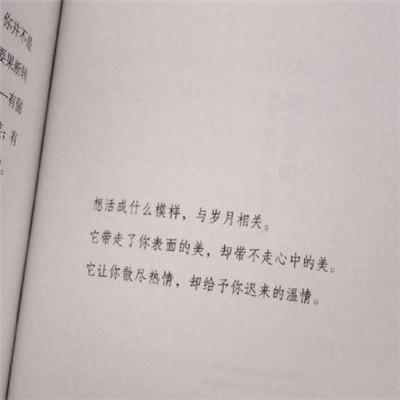 你并不是
要果断转
一有留
；有
想活成什么模样，与岁月相关。
它带走了你表面的美，却带不走心中的美。
它让你散尽热情，却给予你迟来的温情。